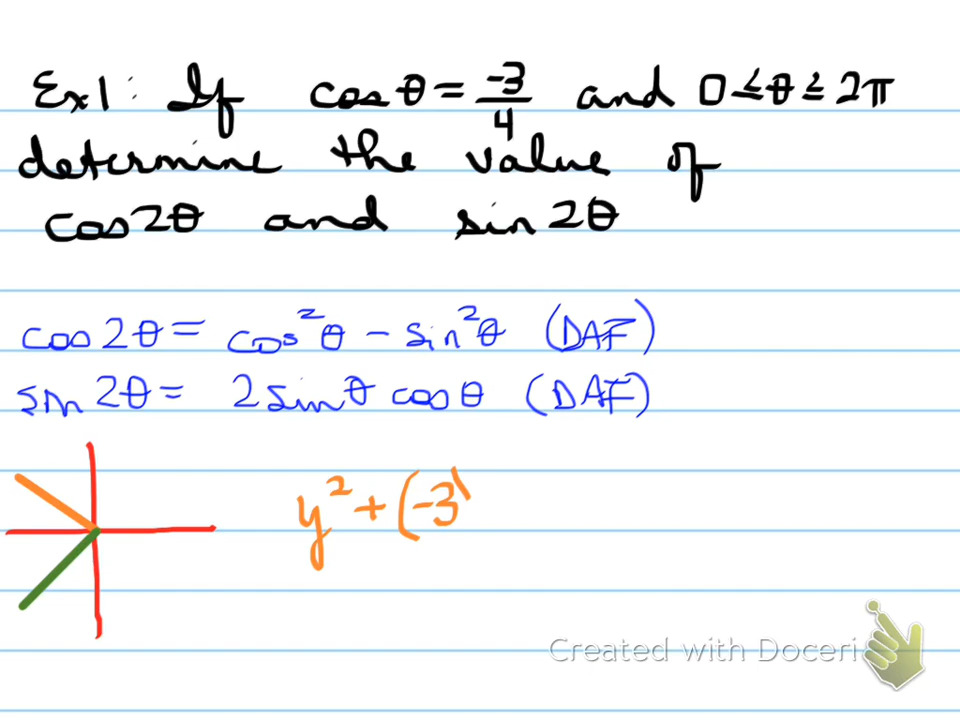 Ex1: If cos θ = -3/4 and 0 ≤ θ ≤ 2π
determine the value of
cos 2θ and sin 2θ
cos 2θ = cos²θ - sin²θ (DAF)
sin 2θ = 2 sin θ cos θ (DAF)
y² + (-3)
Created with Doceri